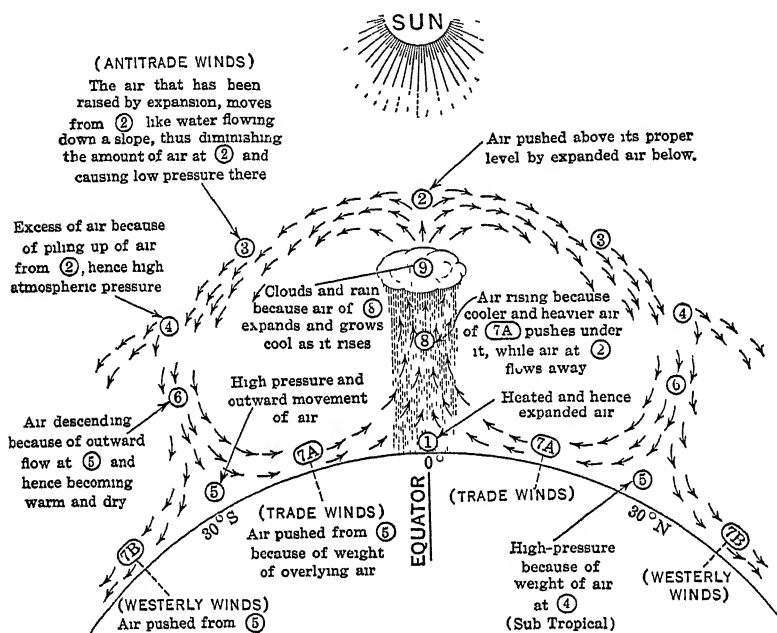 SUN
(ANTITRADE WINDS)
The air that has been
raised by expansion, moves
from ② like water flowing
down a slope, thus diminishing
the amount of air at ② and
causing low pressure there
Air pushed above its proper
level by expanded air below.
②
Excess of air because
of piling up of air
from ②, hence high
atmospheric pressure
③
③
⑨
Clouds and rain
because air of ⑧
expands and grows
cool as it rises
Air rising because
cooler and heavier air
of 7A pushes under
it, while air at ②
flows away
④
④
⑧
High pressure and
outward movement
of air
Heated and hence
expanded air
⑥
⑥
Air descending
because of outward
flow at ⑤ and
hence becoming
warm and dry
①
7A
7A
0°
⑤
⑤
30°S
30°N
(TRADE WINDS)
Air pushed from ⑤
because of weight
of overlying air
EQUATOR
(TRADE WINDS)
High-pressure
because of
weight of air
at ④
(Sub Tropical)
7B
7B
(WESTERLY WINDS)
Air pushed from ⑤
(WESTERLY
WINDS)